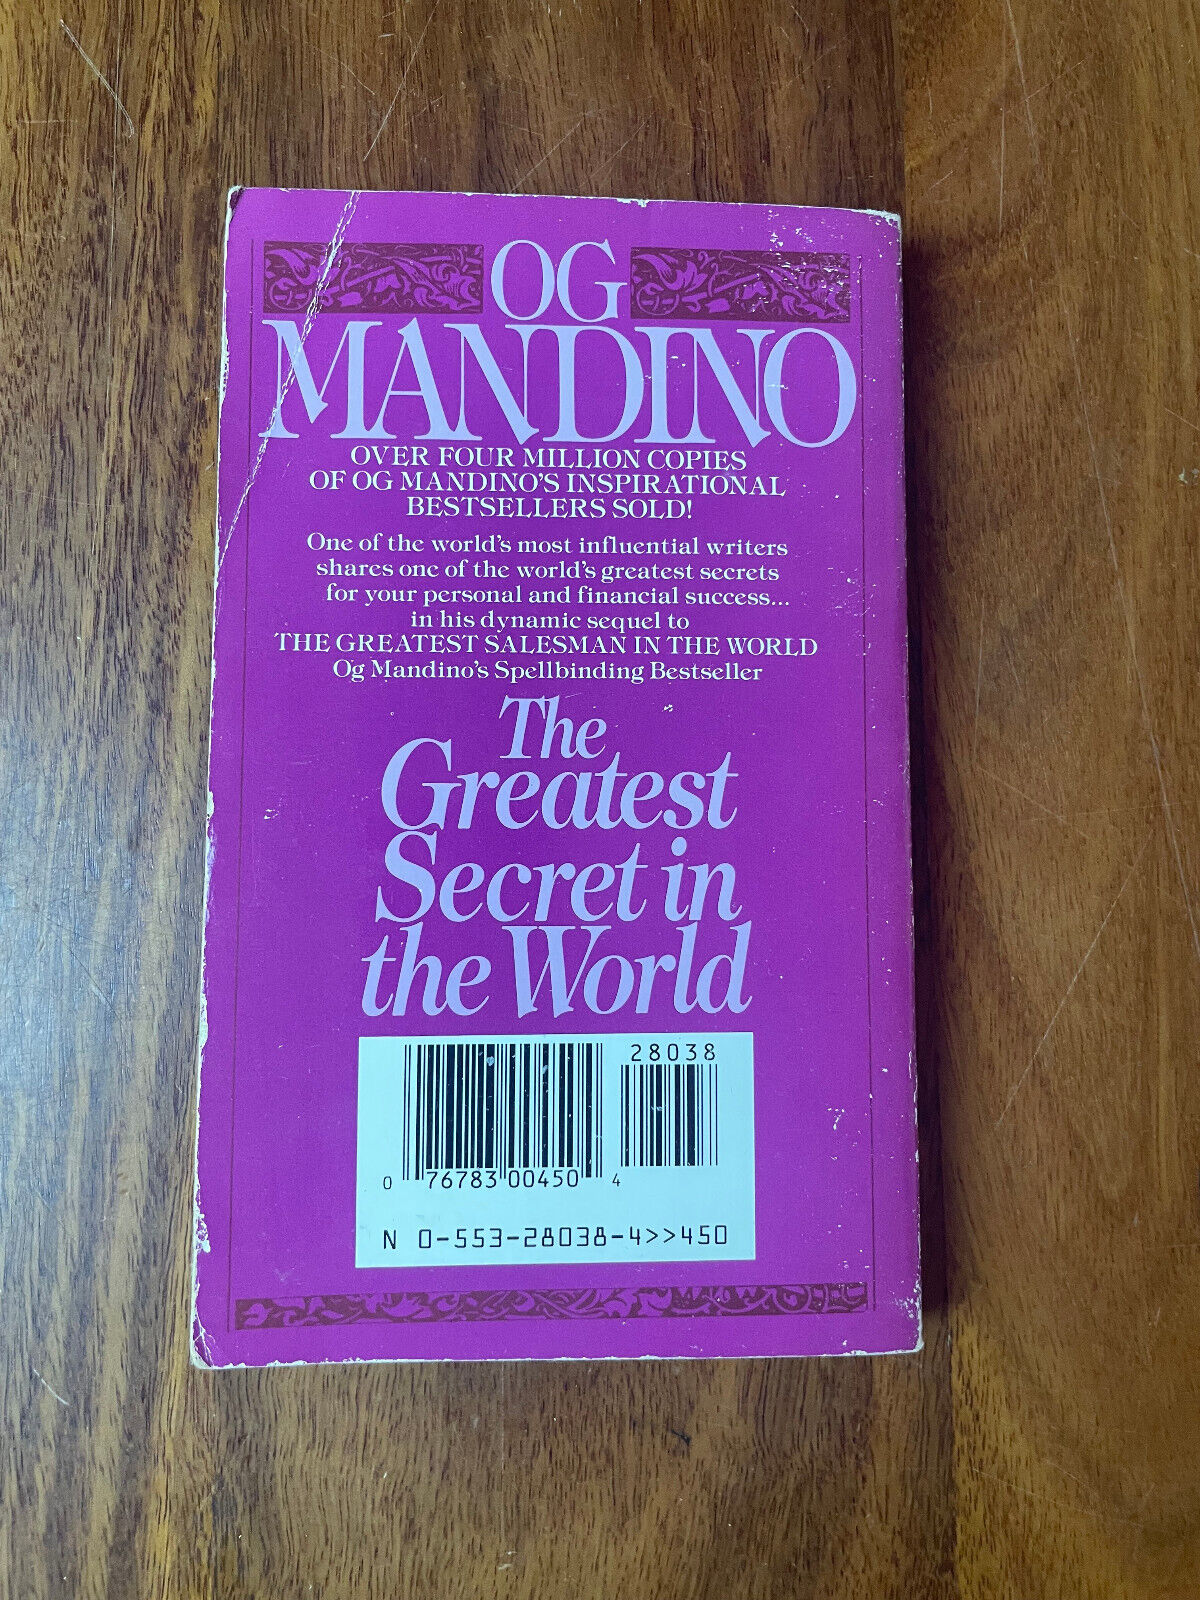 OG
MANDINO
OVER FOUR MILLION COPIES
OF OG MANDINO'S INSPIRATIONAL
BESTSELLERS SOLD!
One of the world's most influential writers
shares one of the world's greatest secrets
for your personal and financial success...
in his dynamic sequel to
THE GREATEST SALESMAN IN THE WORLD
Og Mandino's Spellbinding Bestseller
The
Greatest
Secret in
the World
28038
0 76783 00450 4
N 0-553-28038-4>>450